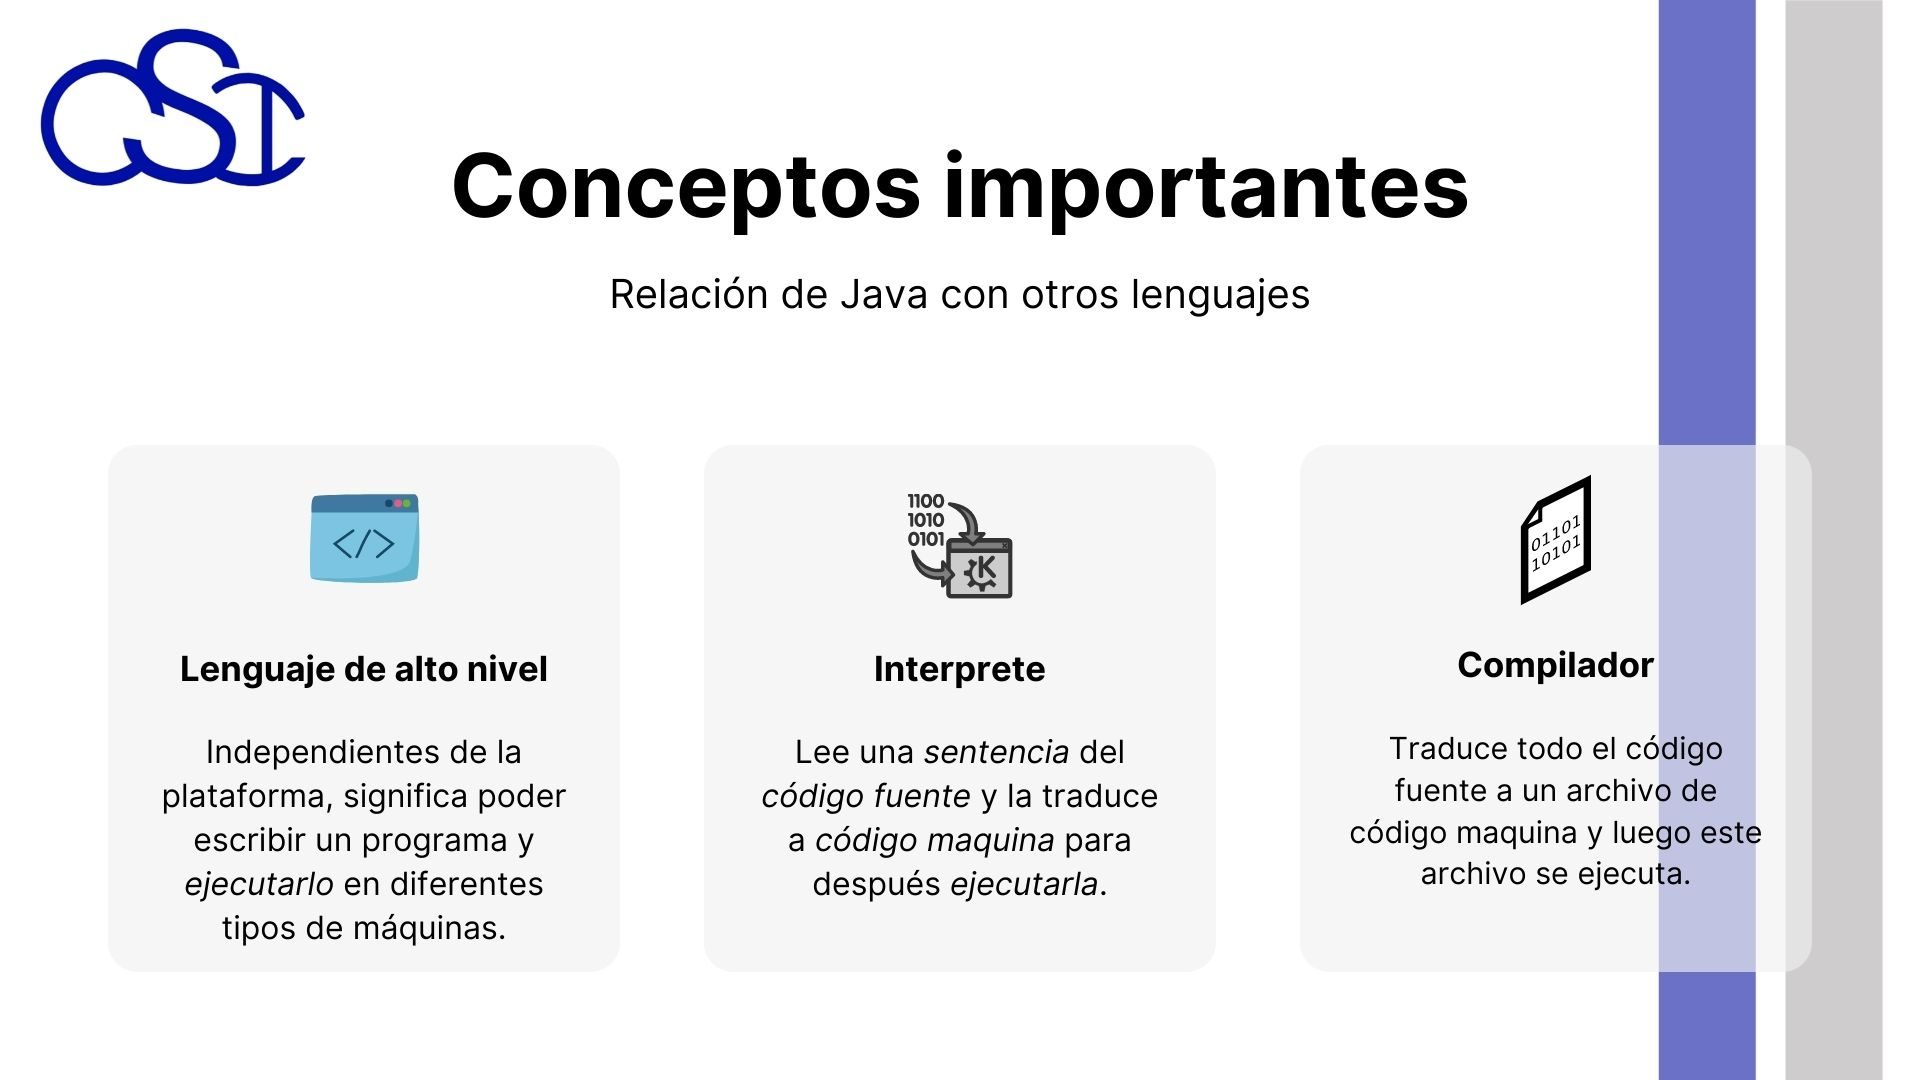 CSTI
Conceptos importantes
Relación de Java con otros lenguajes
Lenguaje de alto nivel
Independientes de la
plataforma, significa poder
escribir un programa y
ejecutarlo en diferentes
tipos de máquinas.
1100
1010
0101
K
Interprete
Lee una sentencia del
código fuente y la traduce
a código maquina para
después ejecutarla.
01101
10101
Compilador
Traduce todo el código
fuente a un archivo de
código maquina y luego este
archivo se ejecuta.